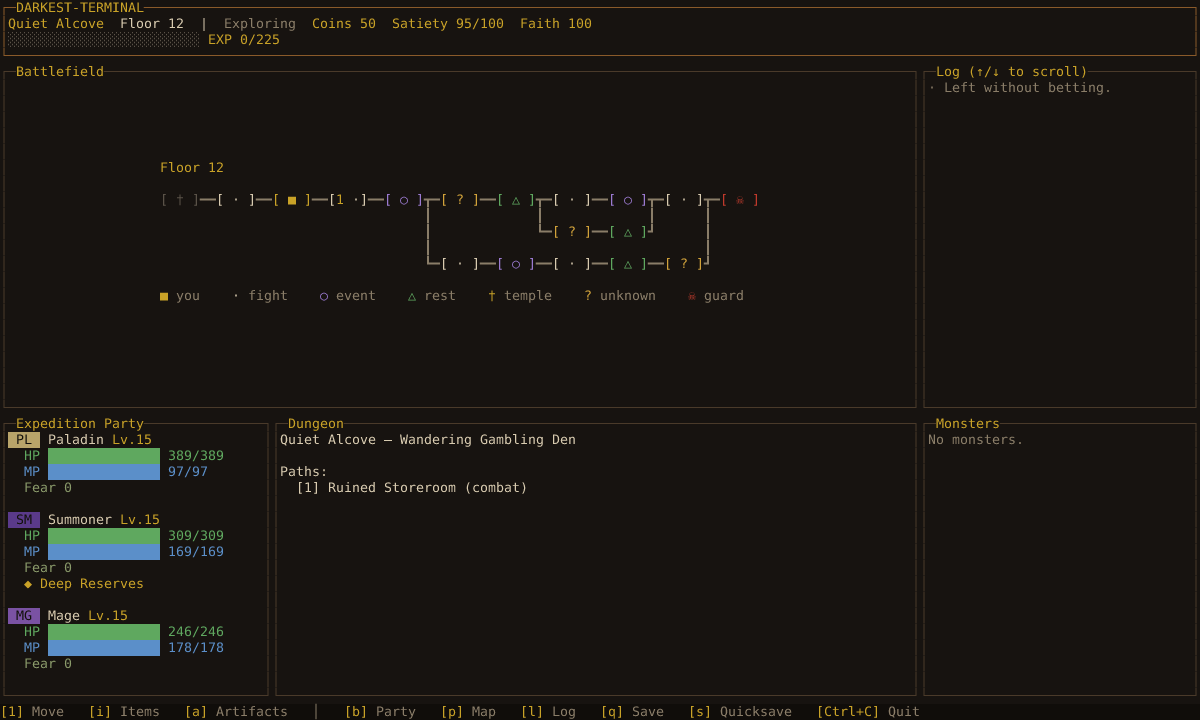 DARKEST-TERMINAL
Quiet Alcove  Floor 12  |  Exploring  Coins 50  Satiety 95/100  Faith 100
EXP 0/225
Battlefield
Floor 12
[ † ]──[ · ]──[ ■ ]──[1 ·]──[ ○ ]┬─[ ? ]──[ △ ]┬─[ · ]──[ ○ ]┬─[ · ]┬─[ ☠ ]
└─[ ? ]──[ △ ]┘
└─[ · ]──[ ○ ]──[ · ]──[ △ ]──[ ? ]┘
■ you  · fight  ○ event  △ rest  † temple  ? unknown  ☠ guard
Log (↑/↓ to scroll)
· Left without betting.
Expedition Party
PL Paladin Lv.15
HP 389/389
MP 97/97
Fear 0
SM Summoner Lv.15
HP 309/309
MP 169/169
Fear 0
◆ Deep Reserves
MG Mage Lv.15
HP 246/246
MP 178/178
Fear 0
Dungeon
Quiet Alcove — Wandering Gambling Den
Paths:
[1] Ruined Storeroom (combat)
Monsters
No monsters.
[1] Move  [i] Items  [a] Artifacts  │  [b] Party  [p] Map  [l] Log  [q] Save  [s] Quicksave  [Ctrl+C] Quit